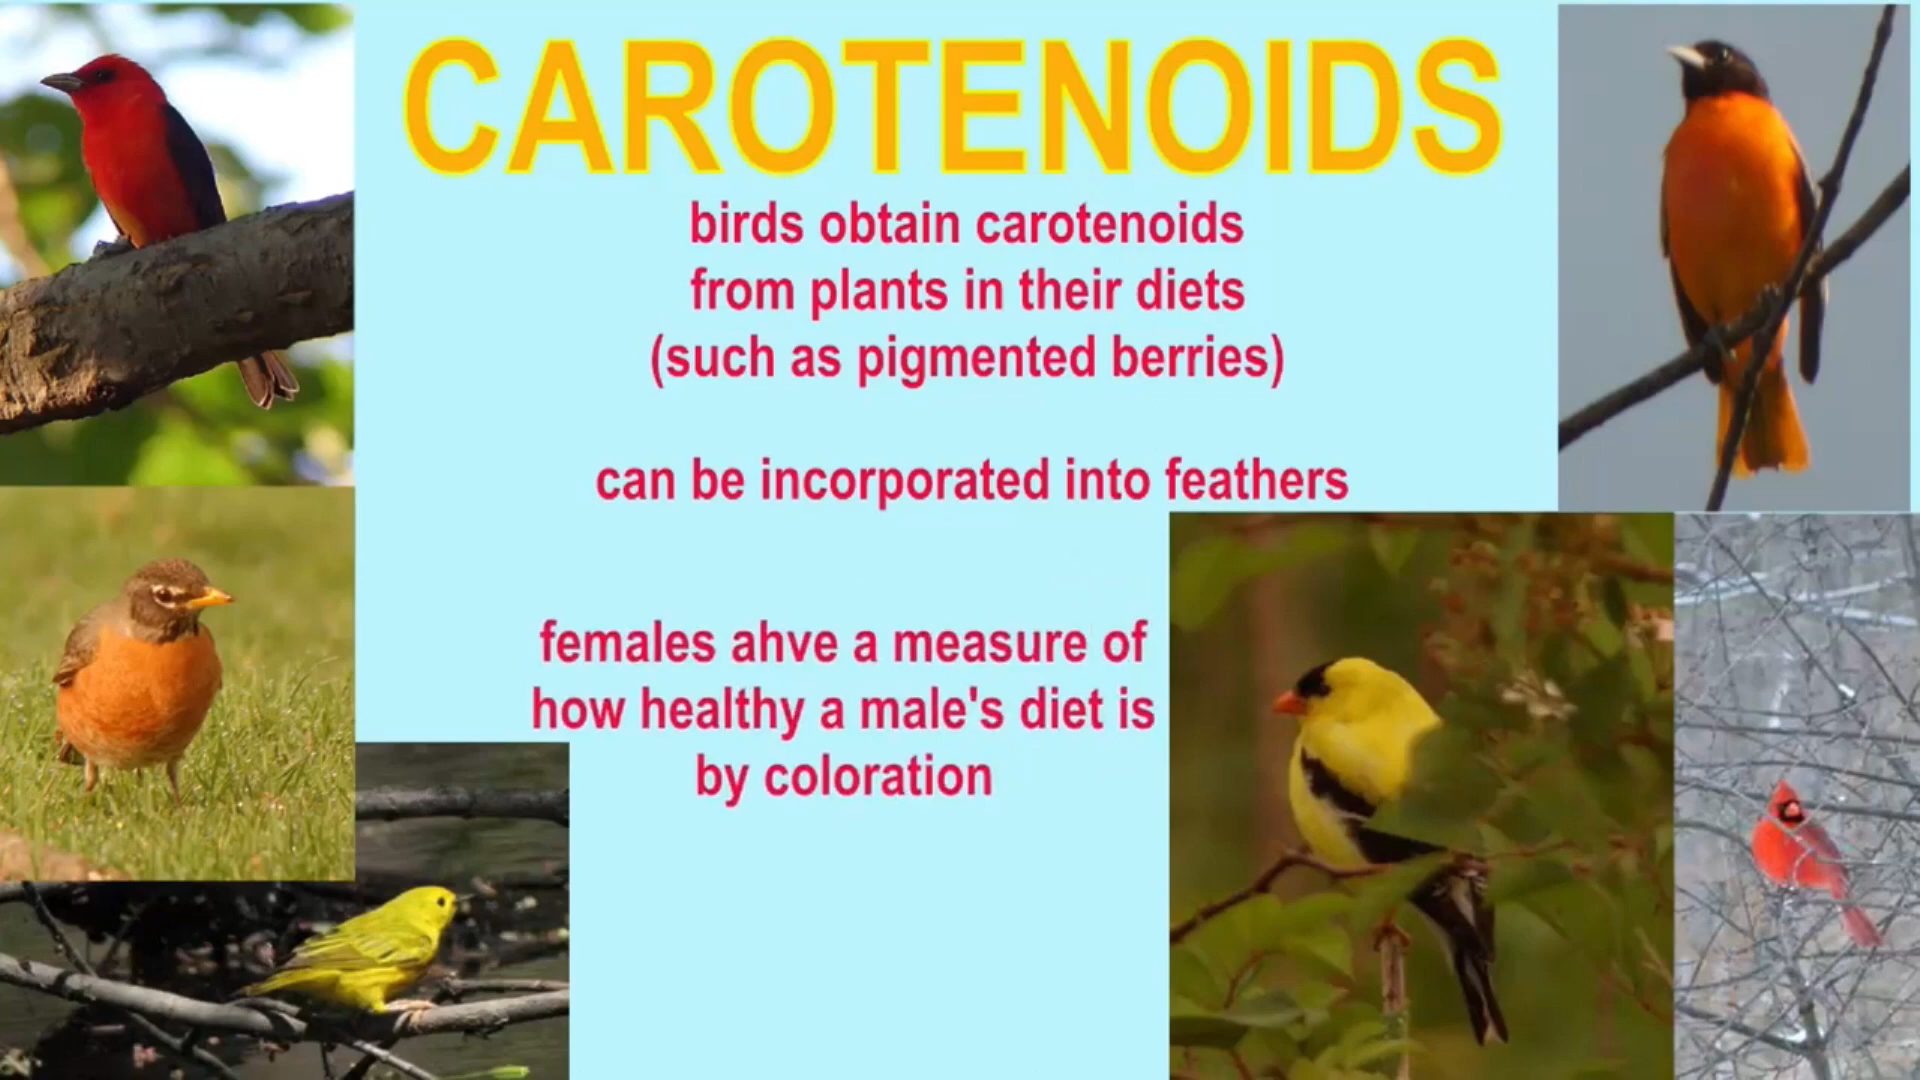 CAROTENOIDS
birds obtain carotenoids
from plants in their diets
(such as pigmented berries)
can be incorporated into feathers
females ahve a measure of
how healthy a male's diet is
by coloration